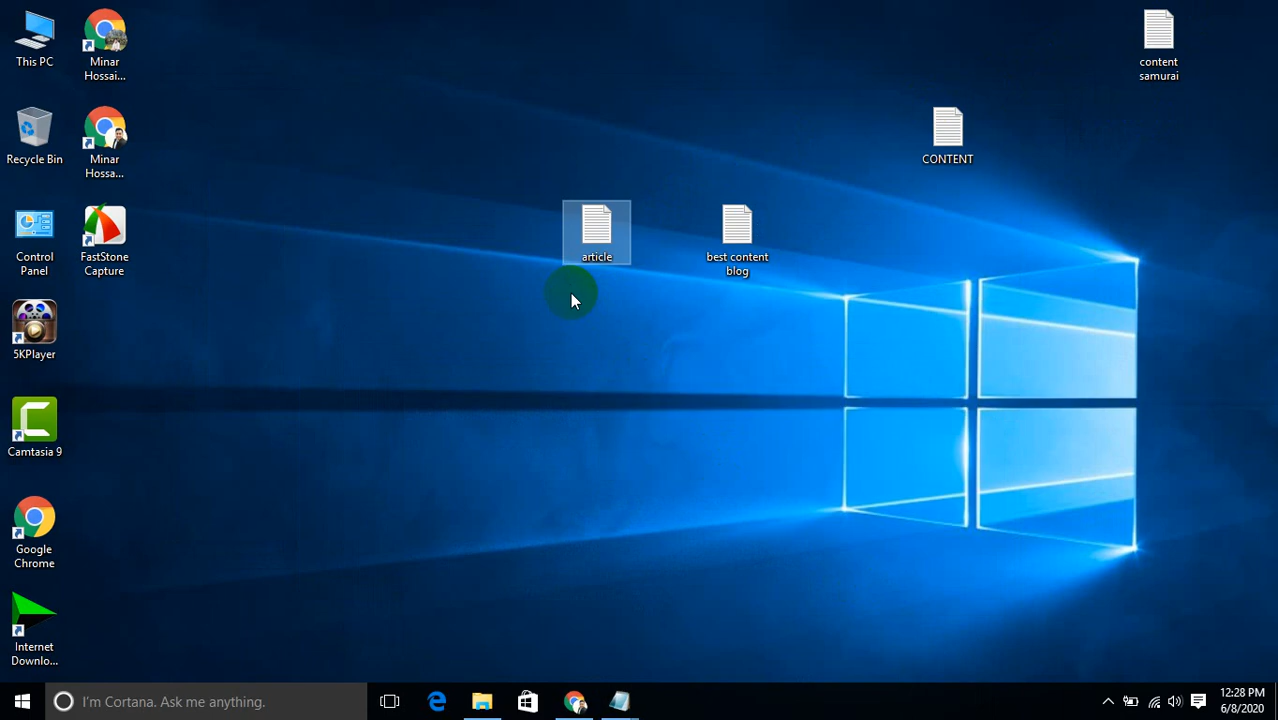 This PC
Minar
Hossai...
content
samurai
Recycle Bin
Minar
Hossa...
CONTENT
Control
Panel
FastStone
Capture
article
best content
blog
5KPlayer
Camtasia 9
Google
Chrome
Internet
Downlo...
I'm Cortana. Ask me anything.
12:28 PM
6/8/2020